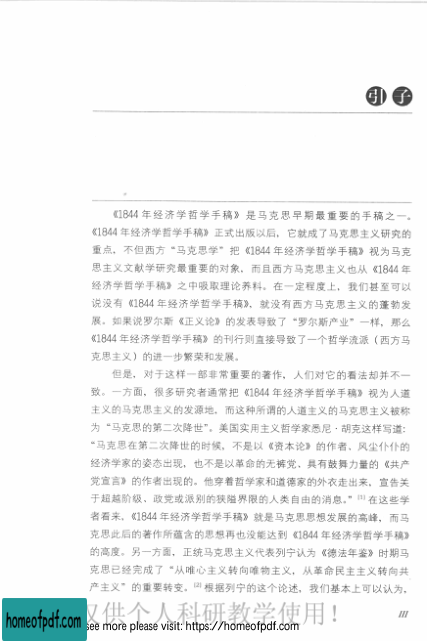 引子
《1844 年经济学哲学手稿》是马克思早期最重要的手稿之一。
《1844 年经济学哲学手稿》正式出版以后，它就成了马克思主义研究的
重点，不但西方“马克思学”把《1844 年经济学哲学手稿》视为马克
思主义文献学研究最重要的对象，而且西方马克思主义也从《1844 年
经济学哲学手稿》之中吸取理论养料。在一定程度上，我们甚至可以
说没有《1844 年经济学哲学手稿》，就没有西方马克思主义的蓬勃发
展。如果说罗尔斯《正义论》的发表导致了“罗尔斯产业”一样，那么
《1844 年经济学哲学手稿》的刊行则直接导致了一个哲学流派（西方马
克思主义）的进一步繁荣和发展。
但是，对于这样一部非常重要的著作，人们对它的看法却并不一
致。一方面，很多研究者通常把《1844 年经济学哲学手稿》视为人道
主义的马克思主义的发源地，而这种所谓的人道主义的马克思主义被称
为“马克思的第二次降世”。美国实用主义哲学家悉尼·胡克这样写道：
“马克思在第二次降世的时候，不是以《资本论》的作者、风尘仆仆的
经济学家的姿态出现，也不是以革命的无裤党、具有鼓舞力量的《共产
党宣言》的作者出现的。他穿着哲学家和道德家的外衣走出来，宣告关
于超越阶级、政党或派别的狭隘界限的人类自由的消息。”[1] 在这些学
者看来，《1844 年经济学哲学手稿》就是马克思思想发展的高峰，而马
克思此后的著作所蕴含的思想再也没能达到《1844 年经济学哲学手稿》
的高度。另一方面，正统马克思主义代表列宁认为《德法年鉴》时期马
克思已经完成了“从唯心主义转向唯物主义，从革命民主主义转向共
产主义”的重要转变。[2] 根据列宁的这个论述，我们基本上可以认为，
仅供个人科研教学使用！
III
homeofpdf.com
see more please visit: https://homeofpdf.com